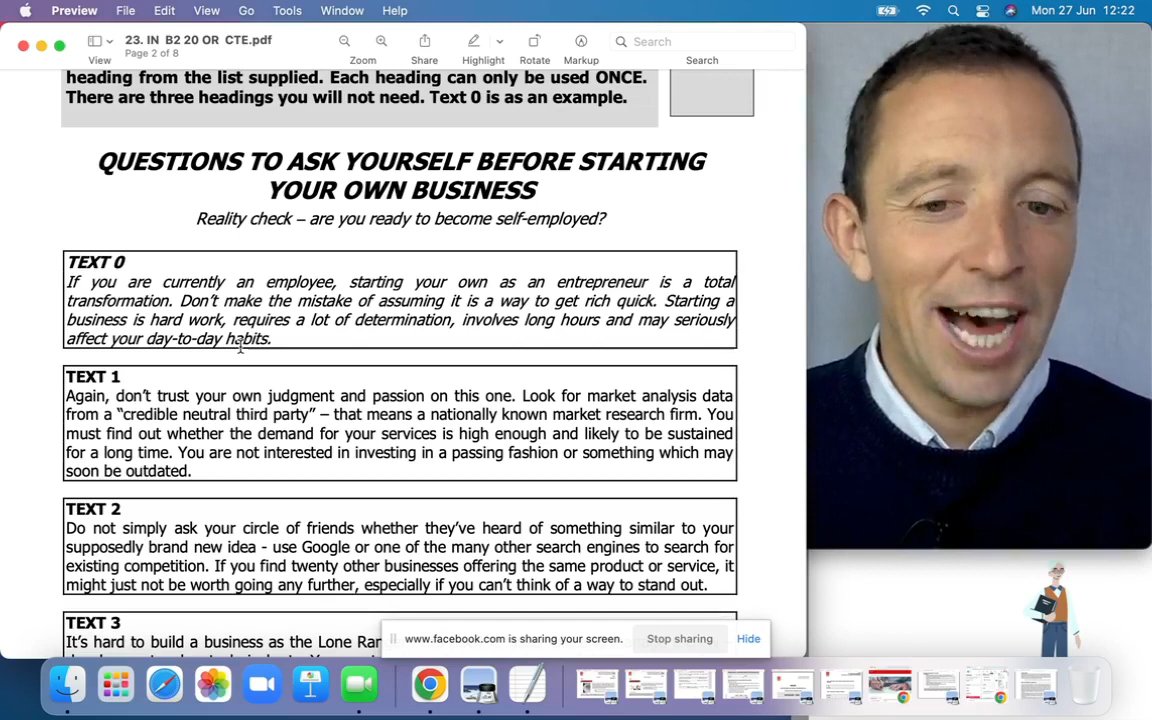 Preview File Edit View Go Tools Window Help Mon 27 Jun 12:22
23. IN B2 20 OR CTE.pdf
Page 2 of 8
Search
View Zoom Share Highlight Rotate Markup Search
heading from the list supplied. Each heading can only be used ONCE.
There are three headings you will not need. Text 0 is as an example.
QUESTIONS TO ASK YOURSELF BEFORE STARTING
YOUR OWN BUSINESS
Reality check – are you ready to become self-employed?
TEXT 0
If you are currently an employee, starting your own as an entrepreneur is a total
transformation. Don't make the mistake of assuming it is a way to get rich quick. Starting a
business is hard work, requires a lot of determination, involves long hours and may seriously
affect your day-to-day habits.
TEXT 1
Again, don't trust your own judgment and passion on this one. Look for market analysis data
from a “credible neutral third party” – that means a nationally known market research firm. You
must find out whether the demand for your services is high enough and likely to be sustained
for a long time. You are not interested in investing in a passing fashion or something which may
soon be outdated.
TEXT 2
Do not simply ask your circle of friends whether they've heard of something similar to your
supposedly brand new idea - use Google or one of the many other search engines to search for
existing competition. If you find twenty other businesses offering the same product or service, it
might just not be worth going any further, especially if you can't think of a way to stand out.
TEXT 3
It's hard to build a business as the Lone Ran
www.facebook.com is sharing your screen. Stop sharing Hide